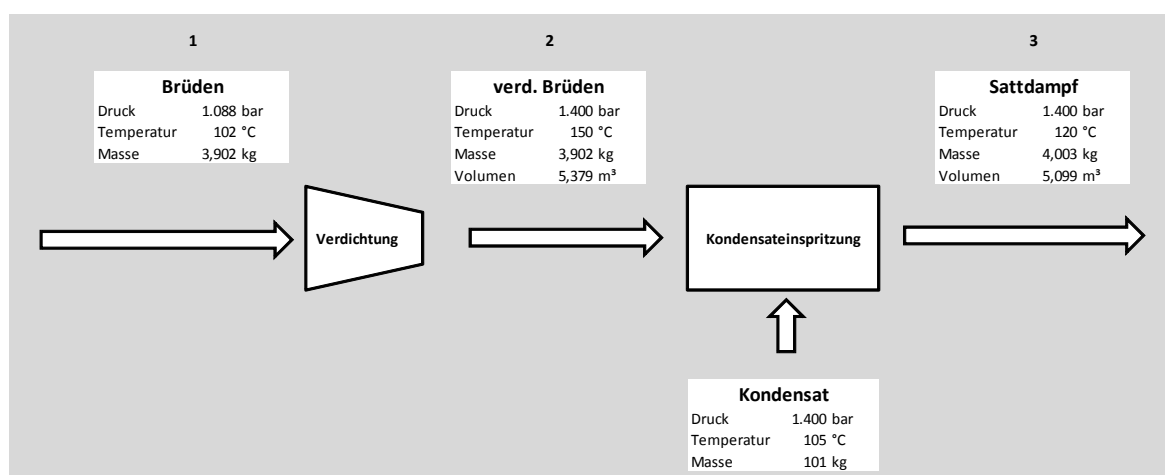 1
2
3
Brüden
Druck 1.088 bar
Temperatur 102 °C
Masse 3,902 kg
verd. Brüden
Druck 1.400 bar
Temperatur 150 °C
Masse 3,902 kg
Volumen 5,379 m³
Sattdampf
Druck 1.400 bar
Temperatur 120 °C
Masse 4,003 kg
Volumen 5,099 m³
Verdichtung
Kondensateinspritzung
Kondensat
Druck 1.400 bar
Temperatur 105 °C
Masse 101 kg